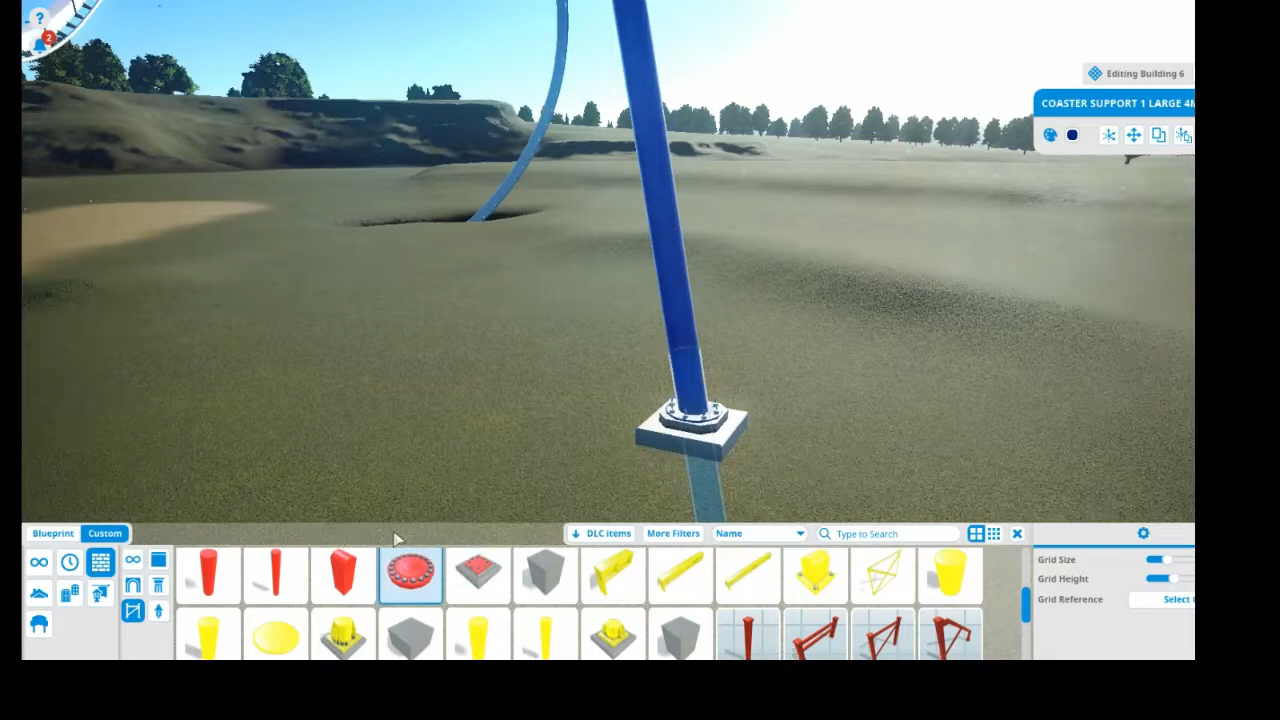 ?
2
Editing Building 6
COASTER SUPPORT 1 LARGE 4M
Blueprint
Custom
DLC Items
More Filters
Name
Type to Search
Grid Size
Grid Height
Grid Reference
Select